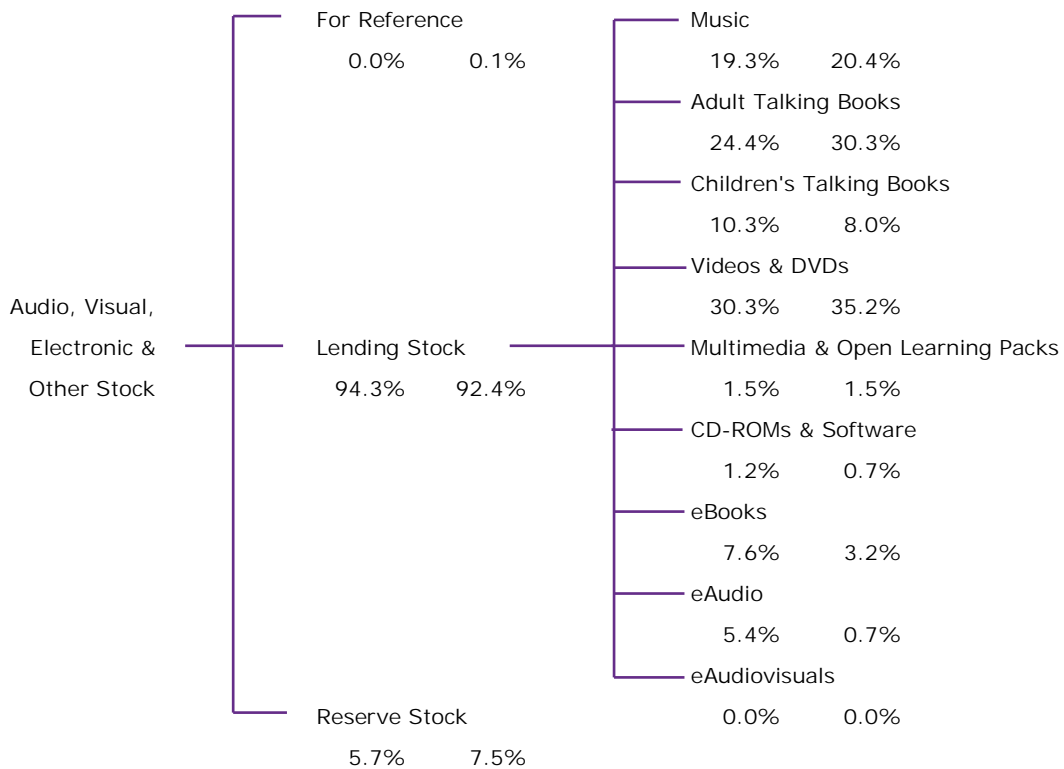 For Reference
0.0% 0.1%
Music
19.3% 20.4%
Adult Talking Books
24.4% 30.3%
Children's Talking Books
10.3% 8.0%
Videos & DVDs
30.3% 35.2%
Audio, Visual,
Electronic &
Other Stock
Lending Stock
94.3% 92.4%
Multimedia & Open Learning Packs
1.5% 1.5%
CD-ROMs & Software
1.2% 0.7%
eBooks
7.6% 3.2%
eAudio
5.4% 0.7%
eAudiovisuals
0.0% 0.0%
Reserve Stock
5.7% 7.5%